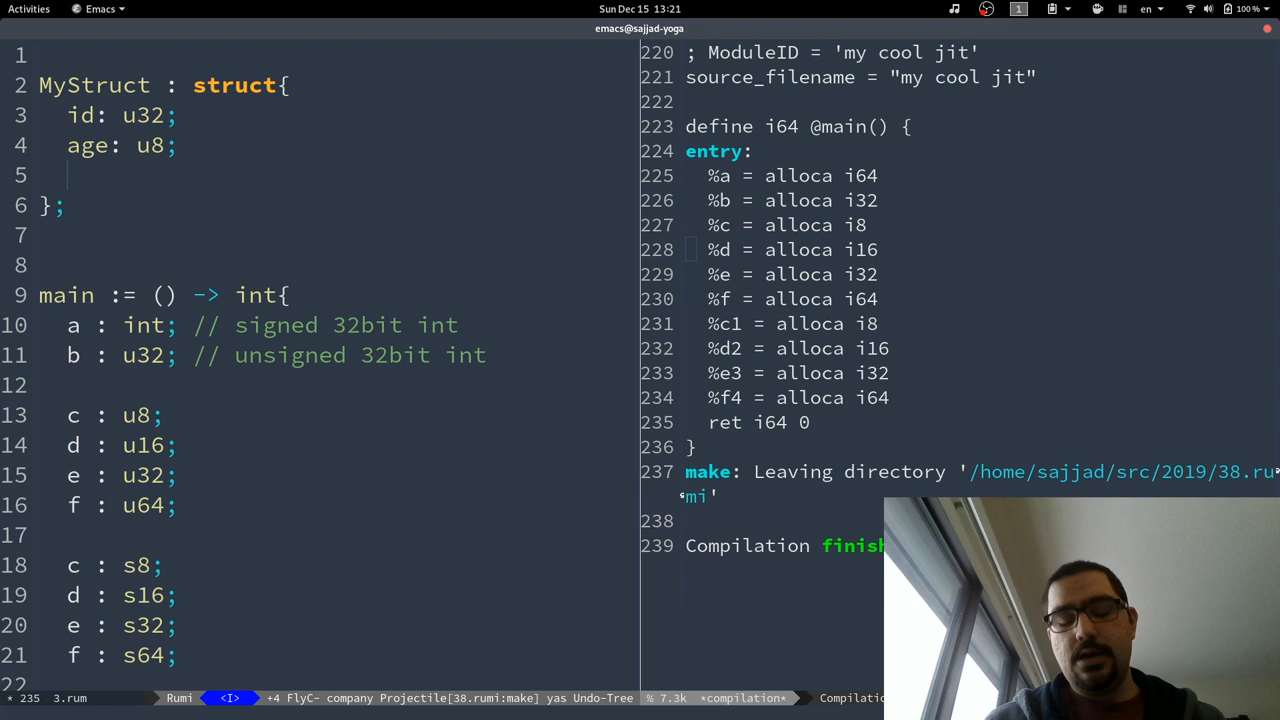 Activities Emacs Sun Dec 15 13:21 1 en 100%
emacs@sajjad-yoga
1
2 MyStruct : struct{
3 id: u32;
4 age: u8;
5
6 };
7
8
9 main := () -> int{
10 a : int; // signed 32bit int
11 b : u32; // unsigned 32bit int
12
13 c : u8;
14 d : u16;
15 e : u32;
16 f : u64;
17
18 c : s8;
19 d : s16;
20 e : s32;
21 f : s64;
22
* 235 3.rum Rumi <I> +4 FlyC- company Projectile[38.rumi:make] yas Undo-Tree
220 ; ModuleID = 'my cool jit'
221 source_filename = "my cool jit"
222
223 define i64 @main() {
224 entry:
225 %a = alloca i64
226 %b = alloca i32
227 %c = alloca i8
228 %d = alloca i16
229 %e = alloca i32
230 %f = alloca i64
231 %c1 = alloca i8
232 %d2 = alloca i16
233 %e3 = alloca i32
234 %f4 = alloca i64
235 ret i64 0
236 }
237 make: Leaving directory '/home/sajjad/src/2019/38.ru
mi'
238
239 Compilation finish
% 7.3k *compilation* Compilatio